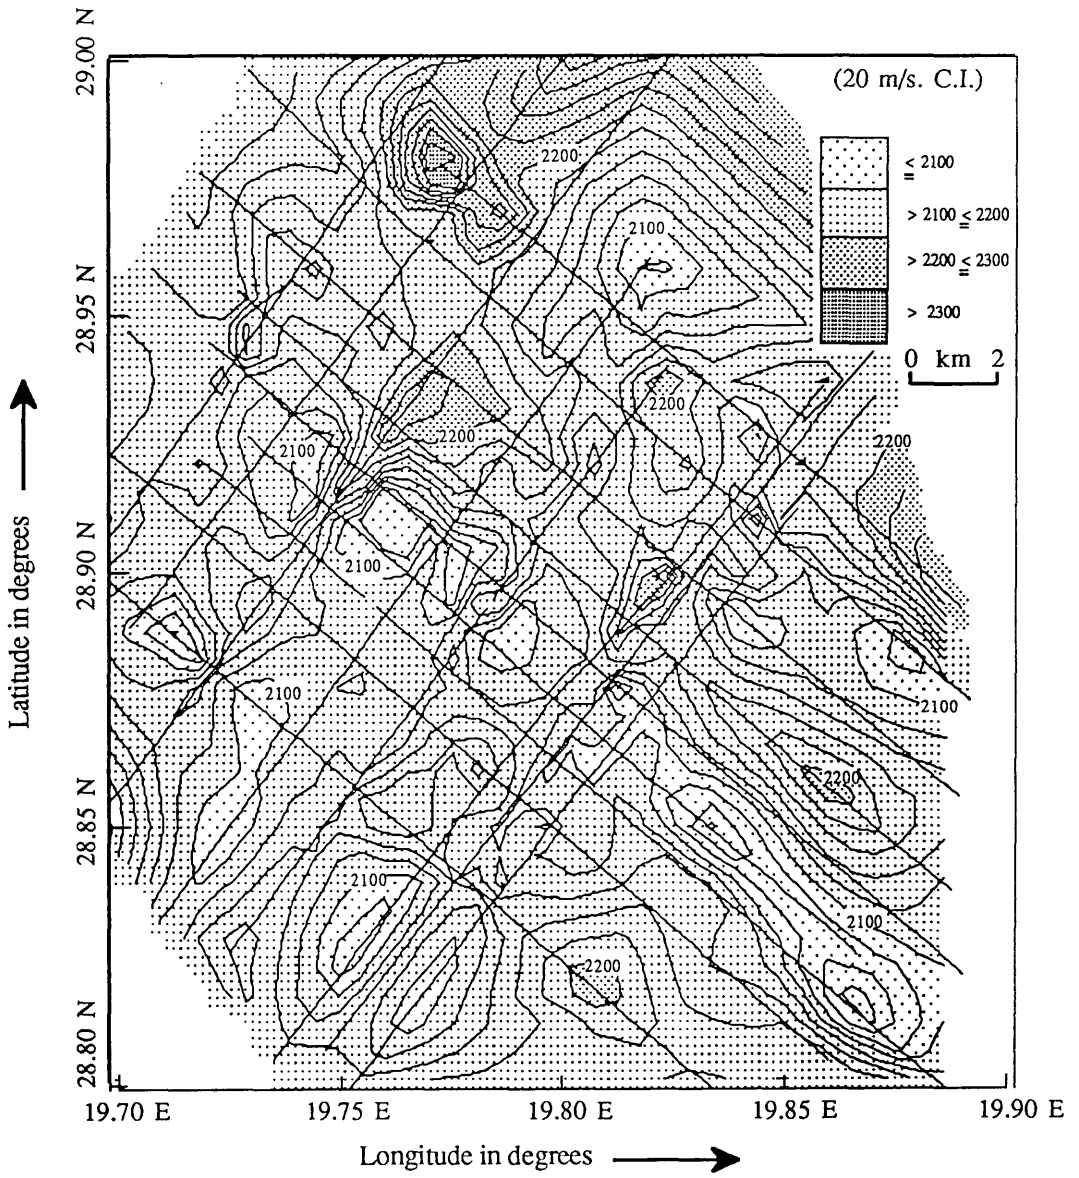 29.00 N
28.95 N
28.90 N
28.85 N
28.80 N
Latitude in degrees
(20 m/s. C.I.)
≦ 2100
> 2100 ≦ 2200
> 2200 ≦ 2300
> 2300
0 km 2
2200
2100
2200
2200
2200
2100
2100
2100
2100
2200
2100
2100
2200
19.70 E
19.75 E
19.80 E
19.85 E
19.90 E
Longitude in degrees